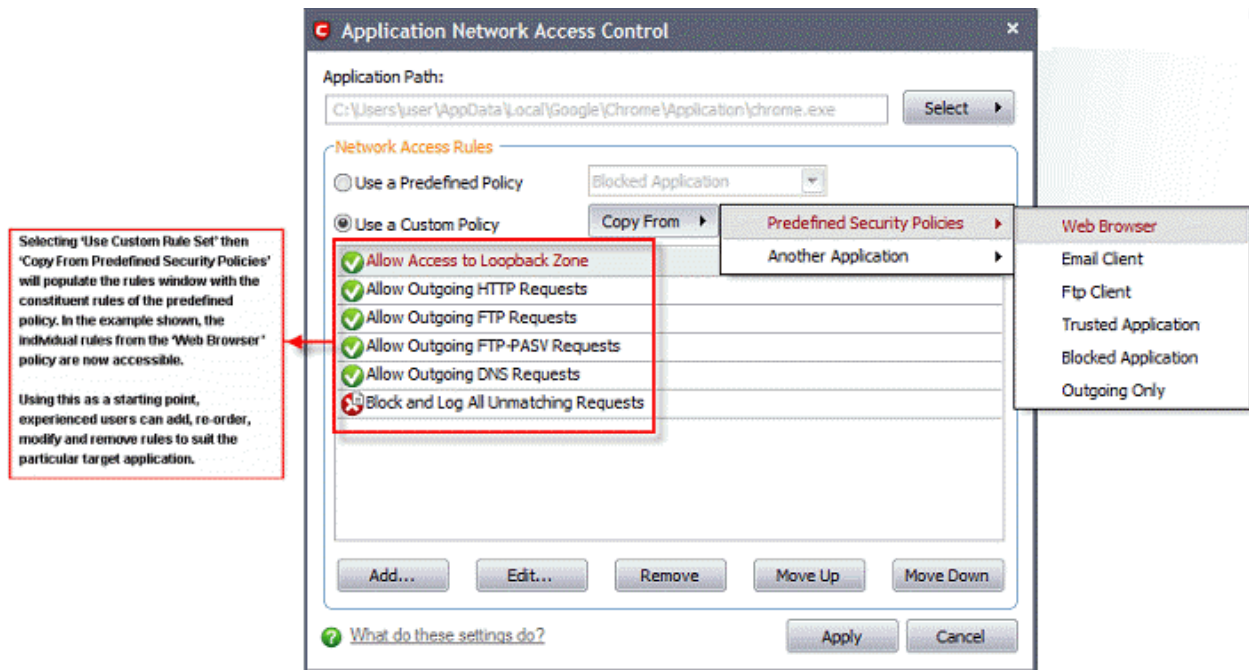 Application Network Access Control
Application Path:
C:\Users\user\AppData\Local\Google\Chrome\Application\chrome.exe
Select
Network Access Rules
Use a Predefined Policy
Blocked Application
Use a Custom Policy
Copy From
Predefined Security Policies
Another Application
Web Browser
Email Client
Ftp Client
Trusted Application
Blocked Application
Outgoing Only
Allow Access to Loopback Zone
Allow Outgoing HTTP Requests
Allow Outgoing FTP Requests
Allow Outgoing FTP-PASV Requests
Allow Outgoing DNS Requests
Block and Log All Unmatching Requests
Selecting 'Use Custom Rule Set' then
'Copy From Predefined Security Policies'
will populate the rules window with the
constituent rules of the predefined
policy. In the example shown, the
individual rules from the 'Web Browser'
policy are now accessible.
Using this as a starting point,
experienced users can add, re-order,
modify and remove rules to suit the
particular target application.
Add...
Edit...
Remove
Move Up
Move Down
What do these settings do?
Apply
Cancel